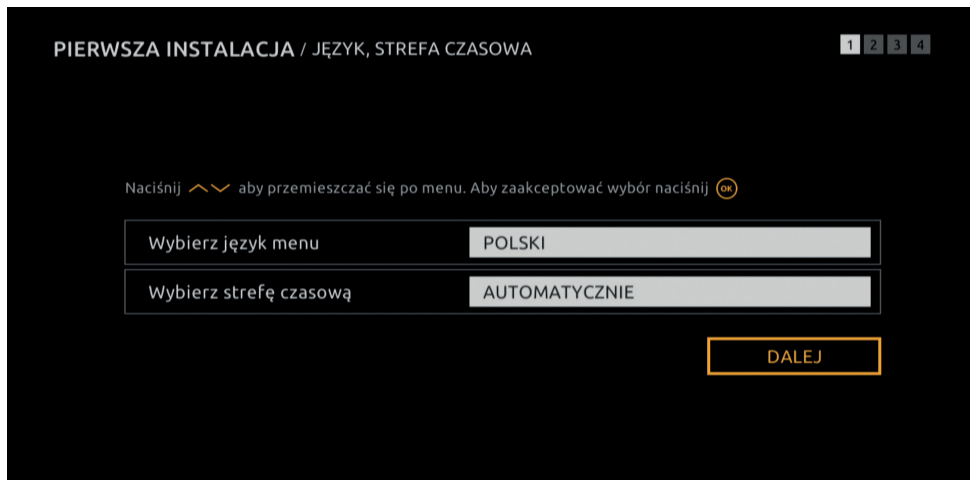 PIERWSZA INSTALACJA / JĘZYK, STREFA CZASOWA
1 2 3 4
Naciśnij aby przemieszczać się po menu. Aby zaakceptować wybór naciśnij OK
Wybierz język menu POLSKI
Wybierz strefę czasową AUTOMATYCZNIE
DALEJ